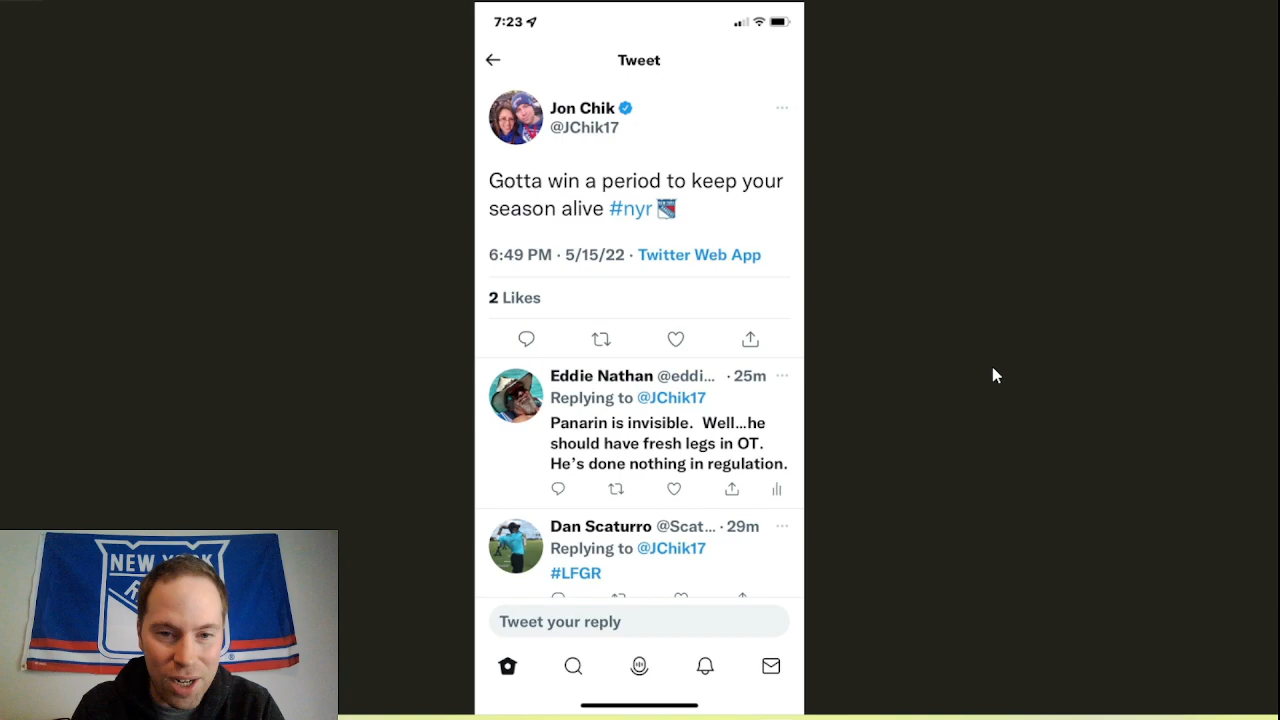 7:23
Tweet
Jon Chik
@JChik17
Gotta win a period to keep your
season alive #nyr
6:49 PM · 5/15/22 · Twitter Web App
2 Likes
Eddie Nathan @eddi... · 25m
Replying to @JChik17
Panarin is invisible. Well...he
should have fresh legs in OT.
He's done nothing in regulation.
Dan Scaturro @Scat... · 29m
Replying to @JChik17
#LFGR
Tweet your reply
NEW YORK